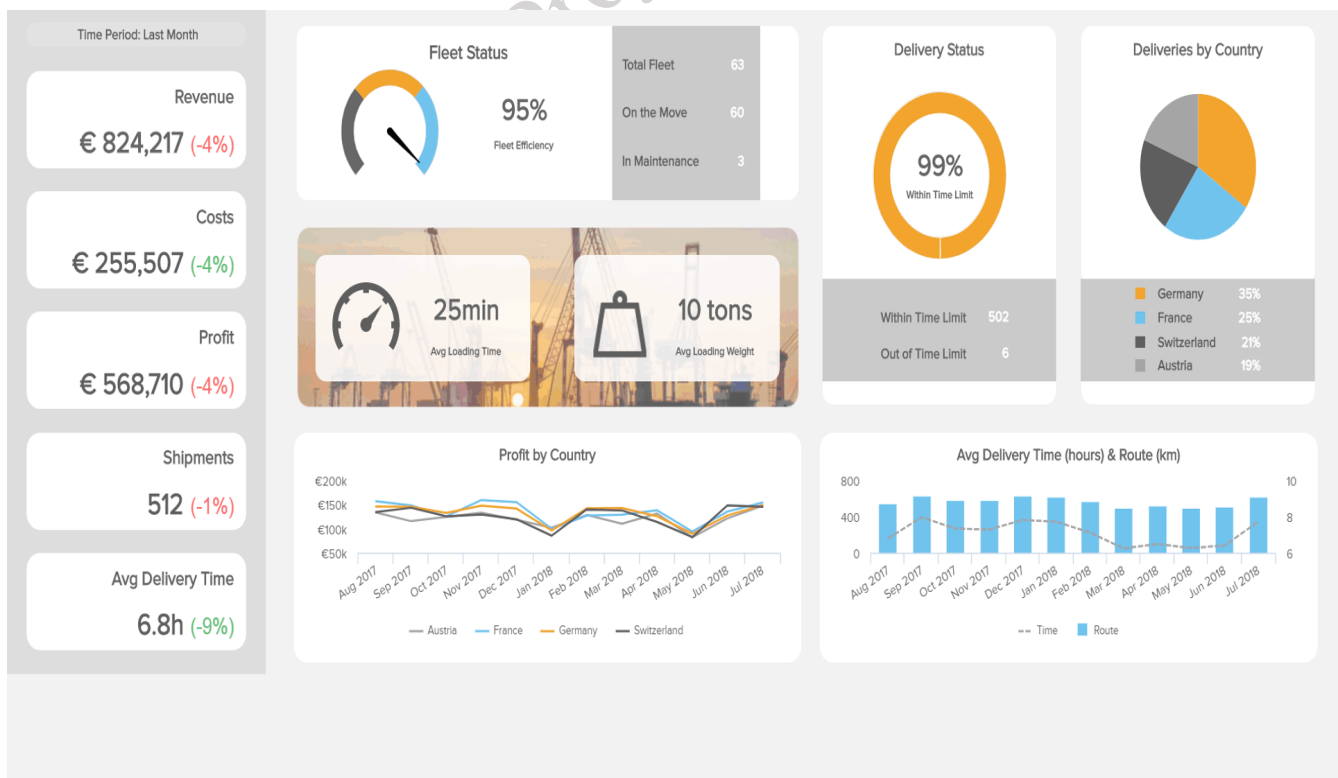 Time Period: Last Month
Revenue
€ 824,217 (-4%)
Costs
€ 255,507 (-4%)
Profit
€ 568,710 (-4%)
Shipments
512 (-1%)
Avg Delivery Time
6.8h (-9%)
Fleet Status
95%
Fleet Efficiency
Total Fleet 63
On the Move 60
In Maintenance 3
25min
Avg Loading Time
10 tons
Avg Loading Weight
Delivery Status
99%
Within Time Limit
Within Time Limit 502
Out of Time Limit 6
Deliveries by Country
Germany 35%
France 25%
Switzerland 21%
Austria 19%
Profit by Country
€200k
€150k
€100k
€50k
Aug 2017 Sep 2017 Oct 2017 Nov 2017 Dec 2017 Jan 2018 Feb 2018 Mar 2018 Apr 2018 May 2018 Jun 2018 Jul 2018
Austria France Germany Switzerland
Avg Delivery Time (hours) & Route (km)
800 10
400 8
0 6
Aug 2017 Sep 2017 Oct 2017 Nov 2017 Dec 2017 Jan 2018 Feb 2018 Mar 2018 Apr 2018 May 2018 Jun 2018 Jul 2018
Time Route